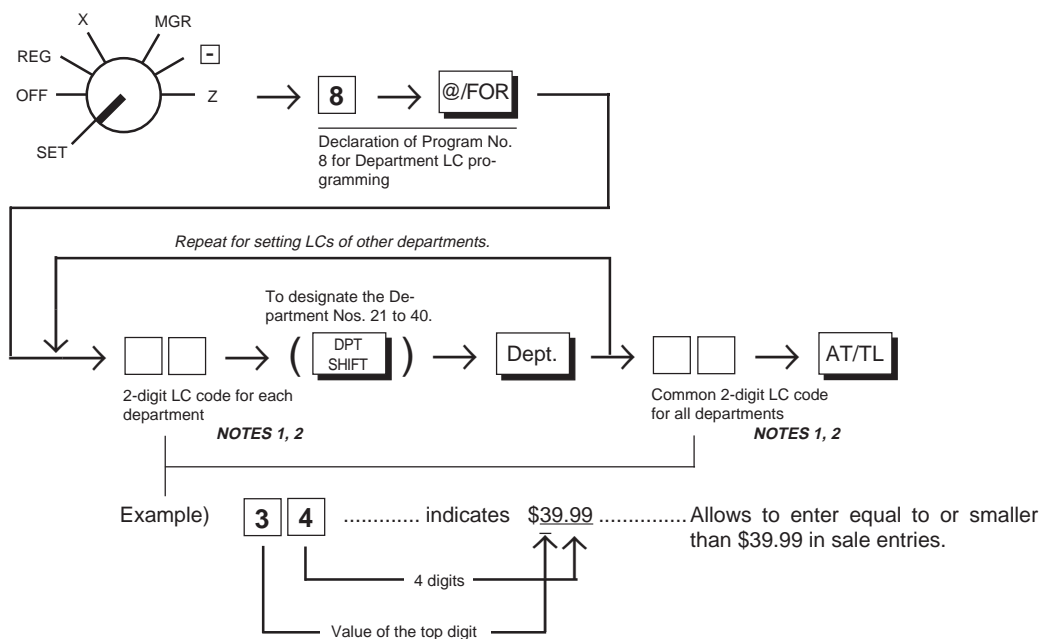 X
MGR
REG
-
OFF
Z
SET
8
@/FOR
Declaration of Program No.
8 for Department LC pro-
gramming
Repeat for setting LCs of other departments.
To designate the De-
partment Nos. 21 to 40.
( DPT
SHIFT )
Dept.
AT/TL
2-digit LC code for each
department
NOTES 1, 2
Common 2-digit LC code
for all departments
NOTES 1, 2
Example) 3 4 ............. indicates $39.99 ............... Allows to enter equal to or smaller
than $39.99 in sale entries.
4 digits
Value of the top digit